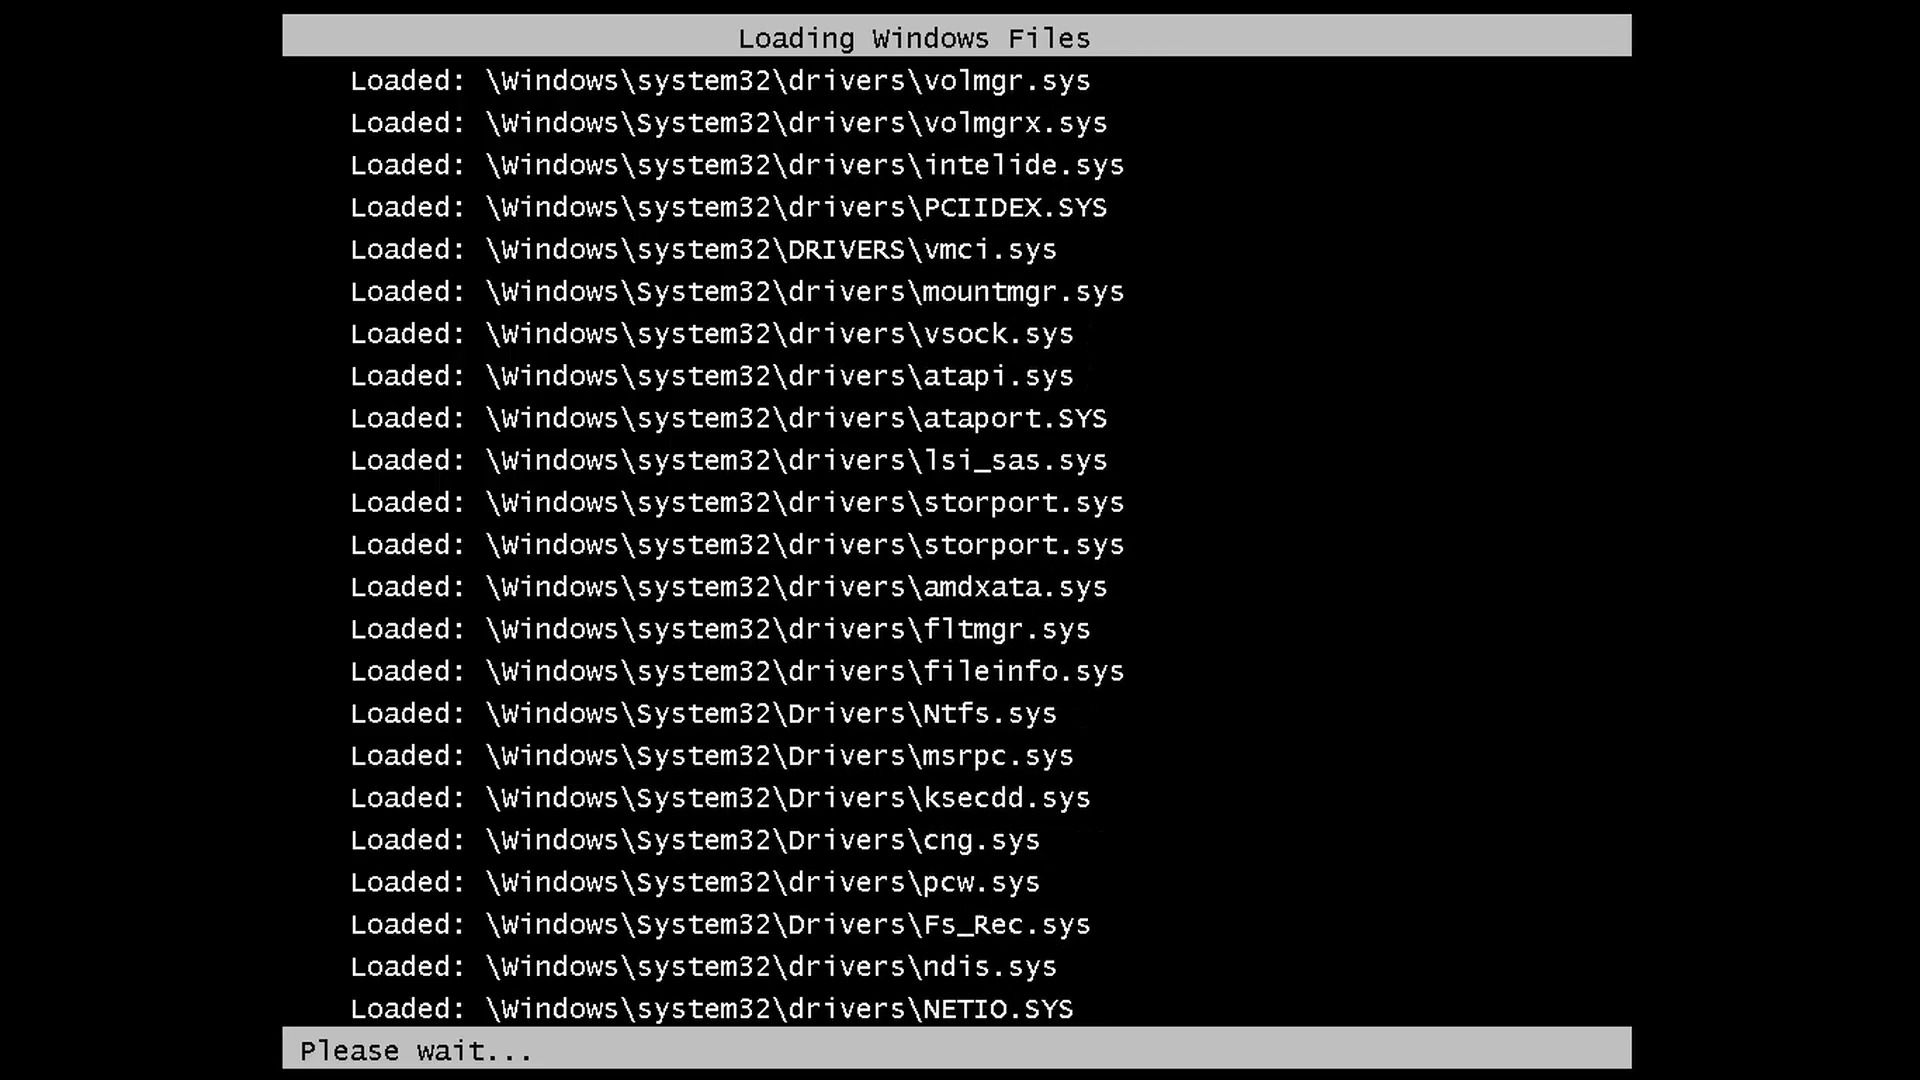 Loading Windows Files
Loaded: \Windows\system32\drivers\volmgr.sys
Loaded: \Windows\System32\drivers\volmgrx.sys
Loaded: \Windows\system32\drivers\intelide.sys
Loaded: \Windows\system32\drivers\PCIIDEX.SYS
Loaded: \Windows\system32\DRIVERS\vmci.sys
Loaded: \Windows\System32\drivers\mountmgr.sys
Loaded: \Windows\system32\drivers\vsock.sys
Loaded: \Windows\system32\drivers\atapi.sys
Loaded: \Windows\system32\drivers\ataport.SYS
Loaded: \Windows\system32\drivers\lsi_sas.sys
Loaded: \Windows\system32\drivers\storport.sys
Loaded: \Windows\system32\drivers\storport.sys
Loaded: \Windows\system32\drivers\amdxata.sys
Loaded: \Windows\system32\drivers\fltmgr.sys
Loaded: \Windows\system32\drivers\fileinfo.sys
Loaded: \Windows\System32\Drivers\Ntfs.sys
Loaded: \Windows\System32\Drivers\msrpc.sys
Loaded: \Windows\System32\Drivers\ksecdd.sys
Loaded: \Windows\System32\Drivers\cng.sys
Loaded: \Windows\System32\drivers\pcw.sys
Loaded: \Windows\System32\Drivers\Fs_Rec.sys
Loaded: \Windows\system32\drivers\ndis.sys
Loaded: \Windows\system32\drivers\NETIO.SYS
Please wait...